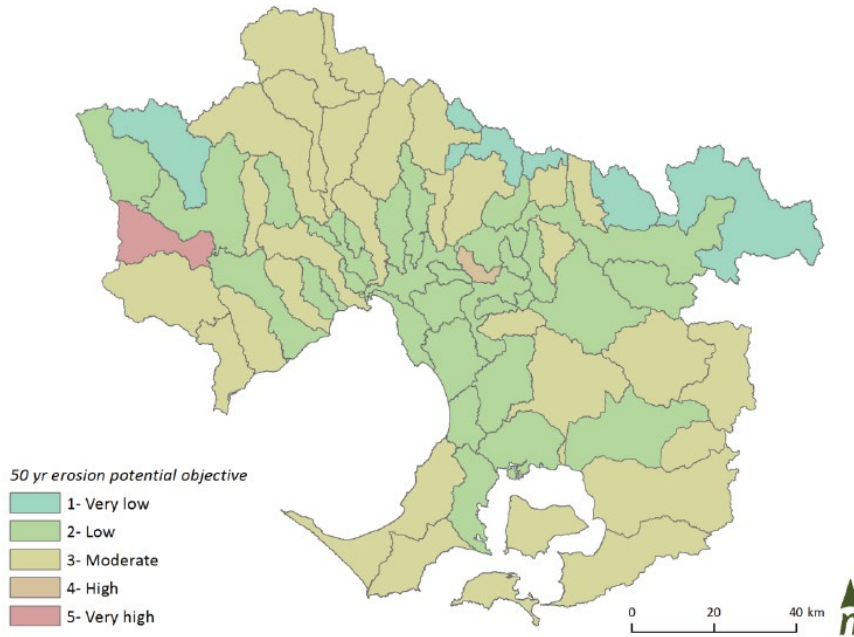 50 yr erosion potential objective
1- Very low
2- Low
3- Moderate
4- High
5- Very high
0 20 40 km
n